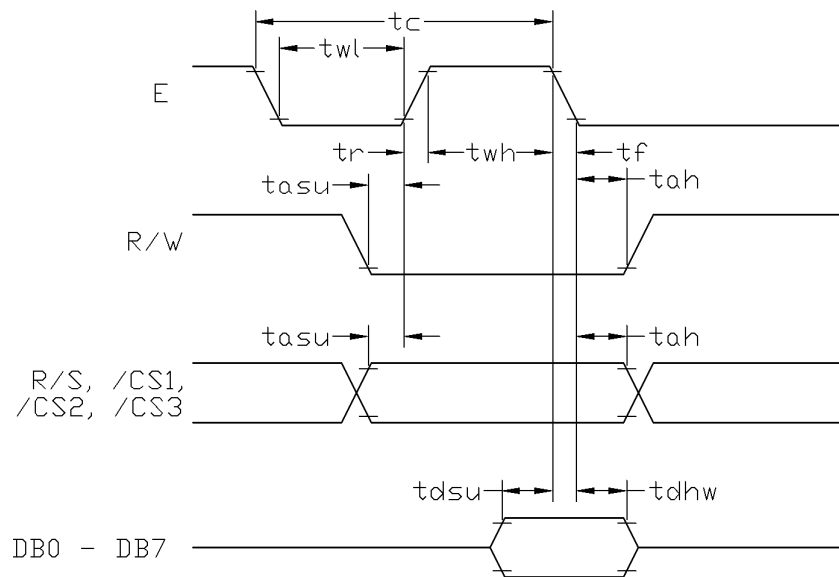 tc
twl
E
tr
twh
tf
tasu
tah
R/W
tasu
tah
R/S, /CS1,
/CS2, /CS3
tdsu
tdhw
DB0 - DB7